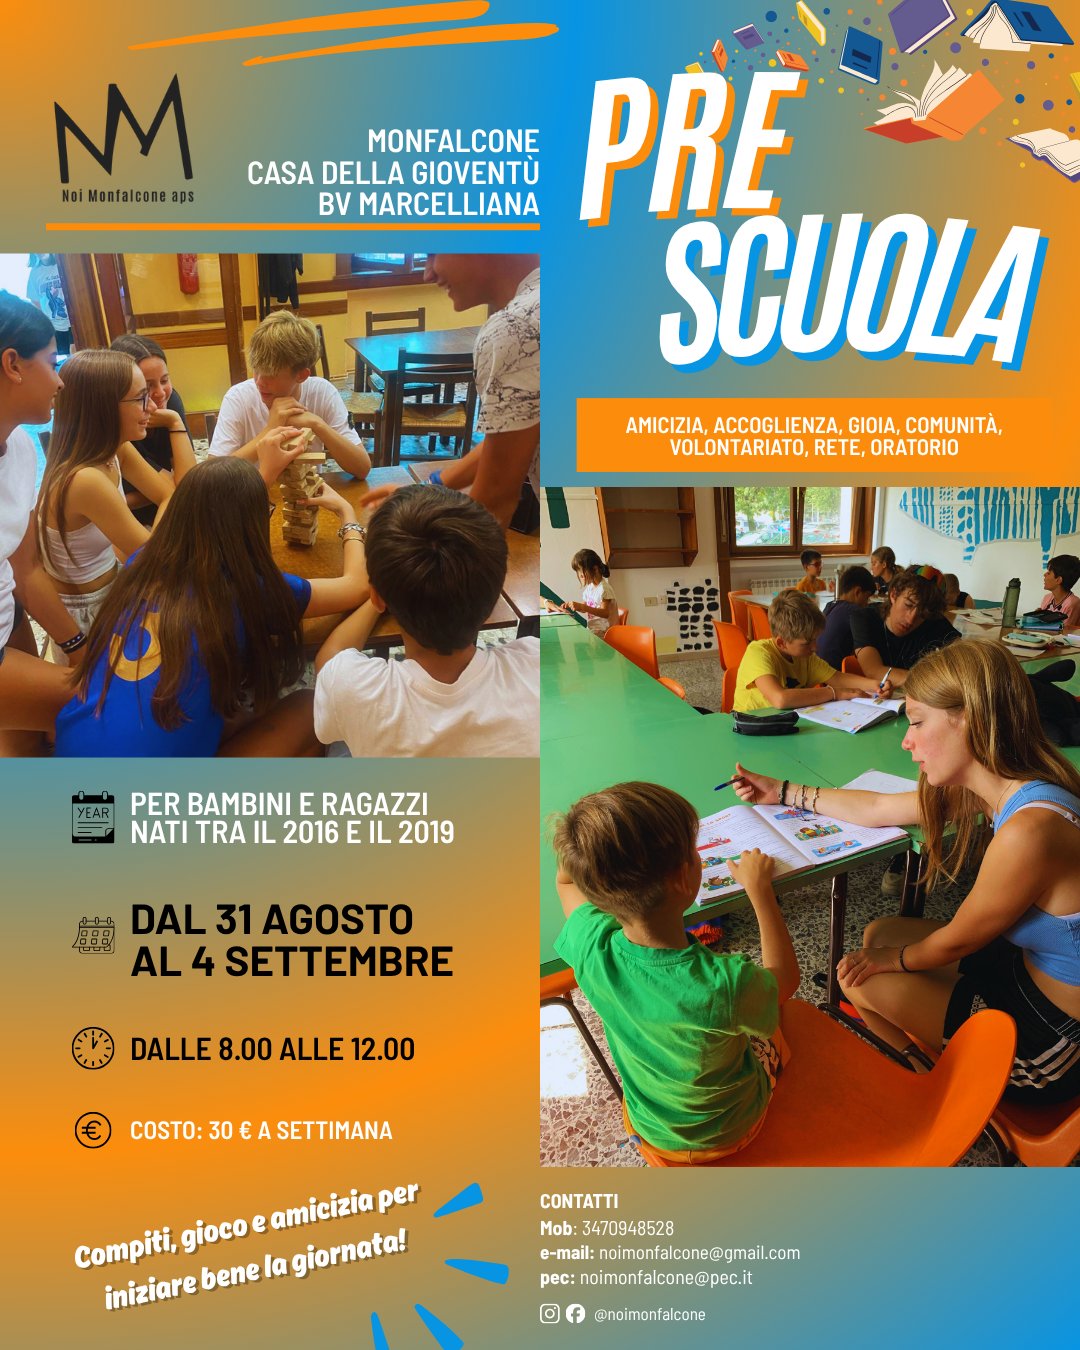 NM
Noi Monfalcone aps
MONFALCONE
CASA DELLA GIOVENTÙ
BV MARCELLIANA
PRE
SCUOLA
AMICIZIA, ACCOGLIENZA, GIOIA, COMUNITÀ,
VOLONTARIATO, RETE, ORATORIO
YEAR
PER BAMBINI E RAGAZZI
NATI TRA IL 2016 E IL 2019
DAL 31 AGOSTO
AL 4 SETTEMBRE
DALLE 8.00 ALLE 12.00
€
COSTO: 30 € A SETTIMANA
Compiti, gioco e amicizia per
iniziare bene la giornata!
CONTATTI
Mob: 3470948528
e-mail: noimonfalcone@gmail.com
pec: noimonfalcone@pec.it
@noimonfalcone